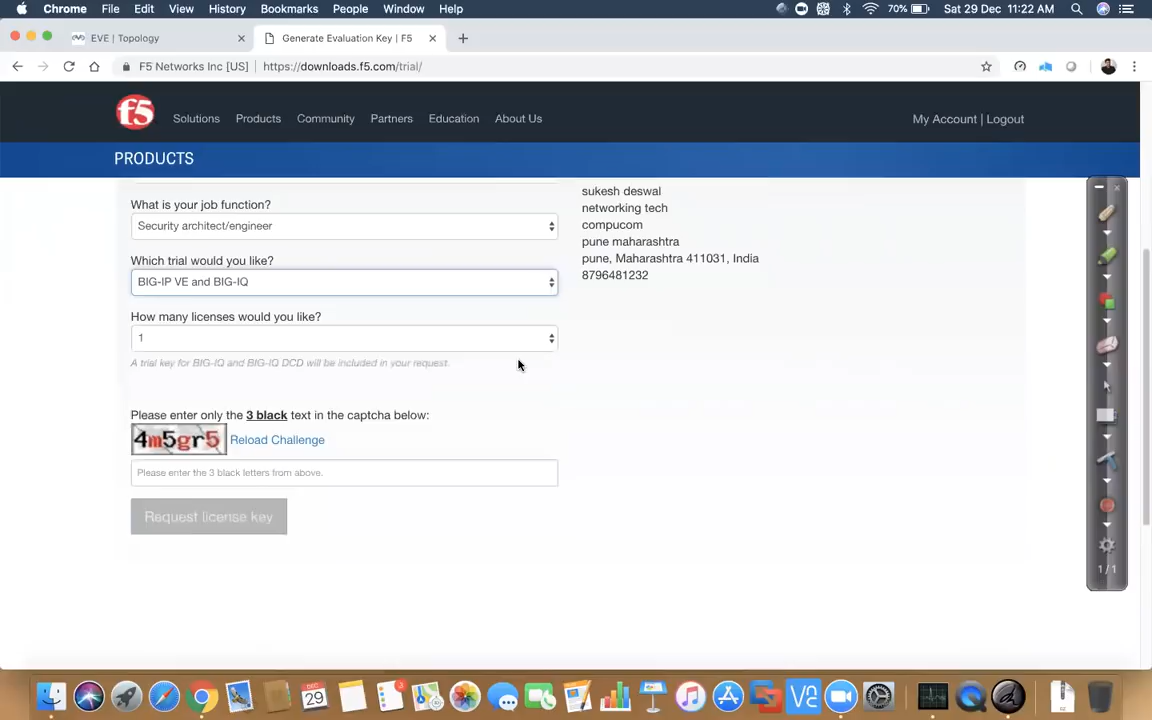 Chrome File Edit View History Bookmarks People Window Help 70% Sat 29 Dec 11:22 AM
EVE | Topology Generate Evaluation Key | F5
F5 Networks Inc [US] https://downloads.f5.com/trial/
f5 Solutions Products Community Partners Education About Us My Account | Logout
PRODUCTS
sukesh deswal
What is your job function?
networking tech
Security architect/engineer
compucom
pune maharashtra
Which trial would you like?
pune, Maharashtra 411031, India
BIG-IP VE and BIG-IQ
8796481232
How many licenses would you like?
1
A trial key for BIG-IQ and BIG-IQ DCD will be included in your request.
Please enter only the 3 black text in the captcha below:
4m5gr5 Reload Challenge
Please enter the 3 black letters from above.
Request license key
1/1
DEC
29
3
VC